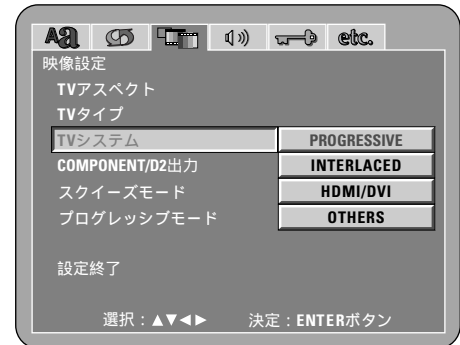 Aa etc.
映像設定
TVアスペクト
TVタイプ
TVシステム PROGRESSIVE
COMPONENT/D2出力 INTERLACED
スクイーズモード HDMI/DVI
プログレッシブモード OTHERS
設定終了
選択：▲▼◀▶ 決定：ENTERボタン